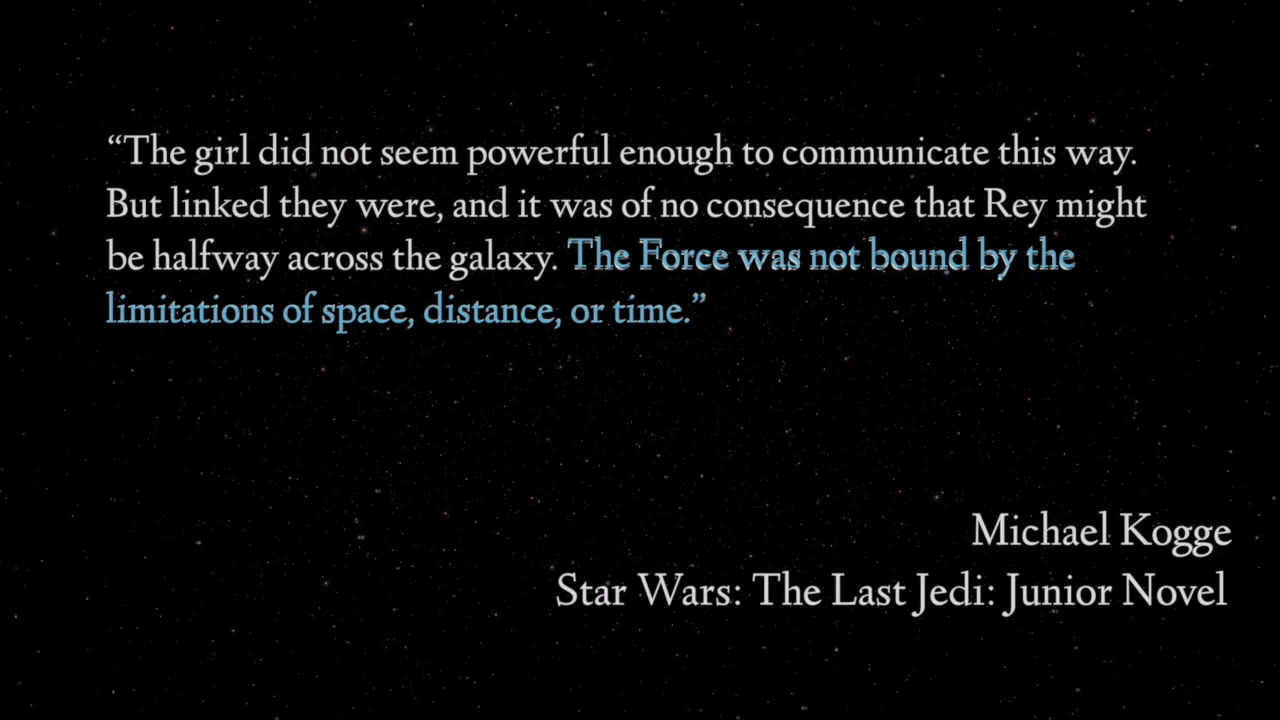 “The girl did not seem powerful enough to communicate this way.
But linked they were, and it was of no consequence that Rey might
be halfway across the galaxy. The Force was not bound by the
limitations of space, distance, or time.”
Michael Kogge
Star Wars: The Last Jedi: Junior Novel